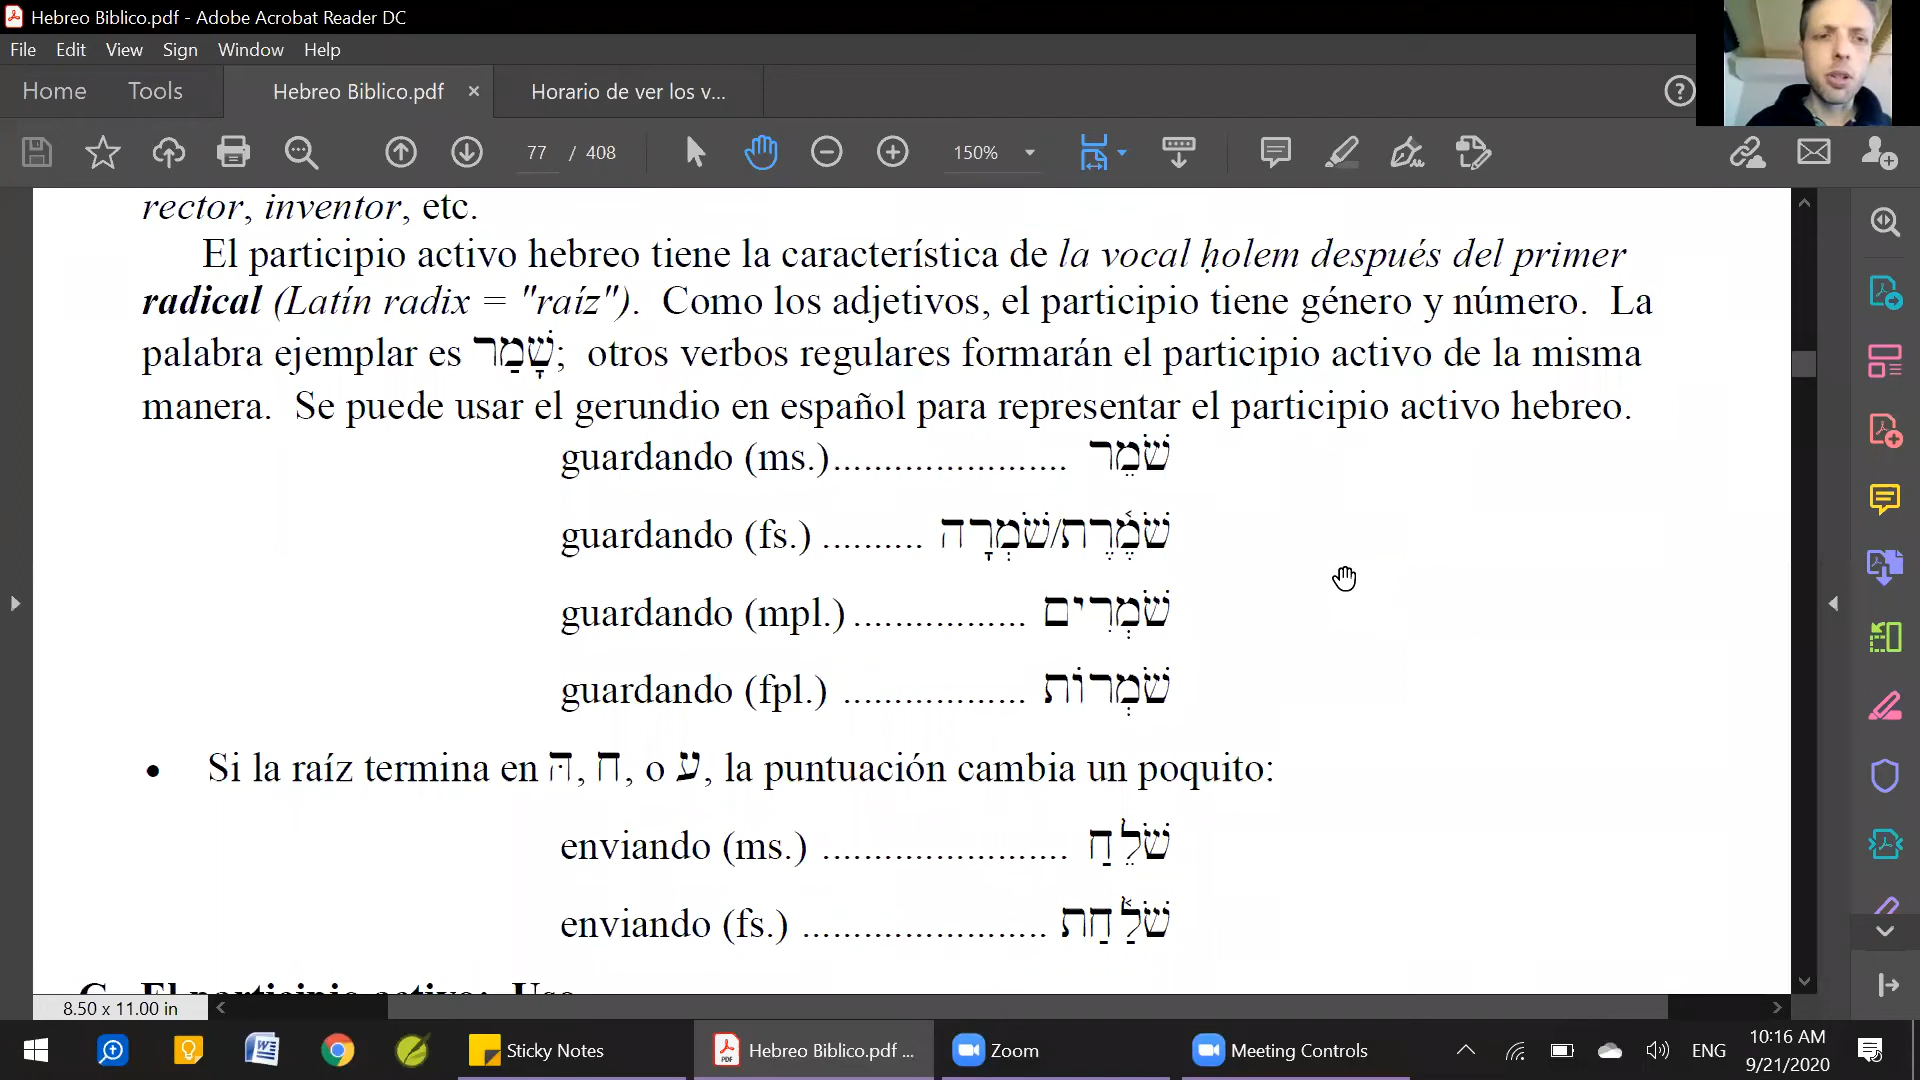 Hebreo Biblico.pdf - Adobe Acrobat Reader DC
File Edit View Sign Window Help
Home Tools Hebreo Biblico.pdf × Horario de ver los v...
77 / 408 150%
rector, inventor, etc.
El participio activo hebreo tiene la característica de la vocal ḥolem después del primer
radical (Latín radix = "raíz"). Como los adjetivos, el participio tiene género y número. La
palabra ejemplar es שָׁמַר; otros verbos regulares formarán el participio activo de la misma
manera. Se puede usar el gerundio en español para representar el participio activo hebreo.
guardando (ms.)....................... שֹׁמֵר
guardando (fs.) .......... שֹׁמֶ֫רֶת/שֹׁמְרָה
guardando (mpl.) ................. שֹׁמְרִים
guardando (fpl.) .................. שֹׁמְרוֹת
• Si la raíz termina en הּ, ח, o ע, la puntuación cambia un poquito:
enviando (ms.) ........................ שֹׁלֵחַ
enviando (fs.) ........................ שֹׁלַ֫חַת
C. El participio activo: Uso
8.50 x 11.00 in
Sticky Notes Hebreo Biblico.pdf ... Zoom Meeting Controls ENG 10:16 AM
9/21/2020